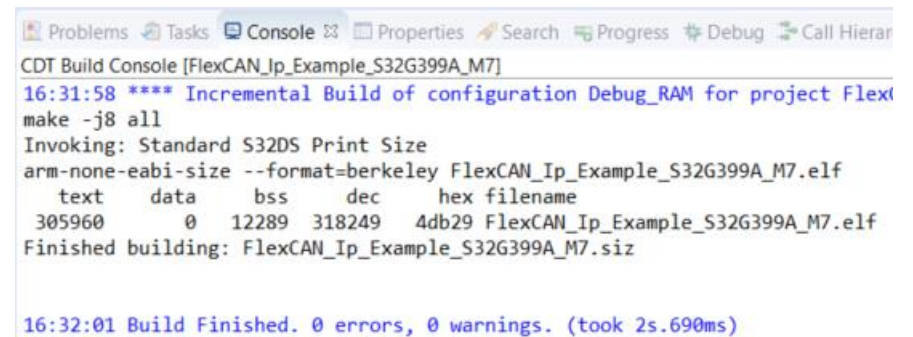 Problems Tasks Console Properties Search Progress Debug Call Hierar
CDT Build Console [FlexCAN_Ip_Example_S32G399A_M7]
16:31:58 **** Incremental Build of configuration Debug_RAM for project Flex
make -j8 all
Invoking: Standard S32DS Print Size
arm-none-eabi-size --format=berkeley FlexCAN_Ip_Example_S32G399A_M7.elf
text data bss dec hex filename
305960 0 12289 318249 4db29 FlexCAN_Ip_Example_S32G399A_M7.elf
Finished building: FlexCAN_Ip_Example_S32G399A_M7.siz
16:32:01 Build Finished. 0 errors, 0 warnings. (took 2s.690ms)